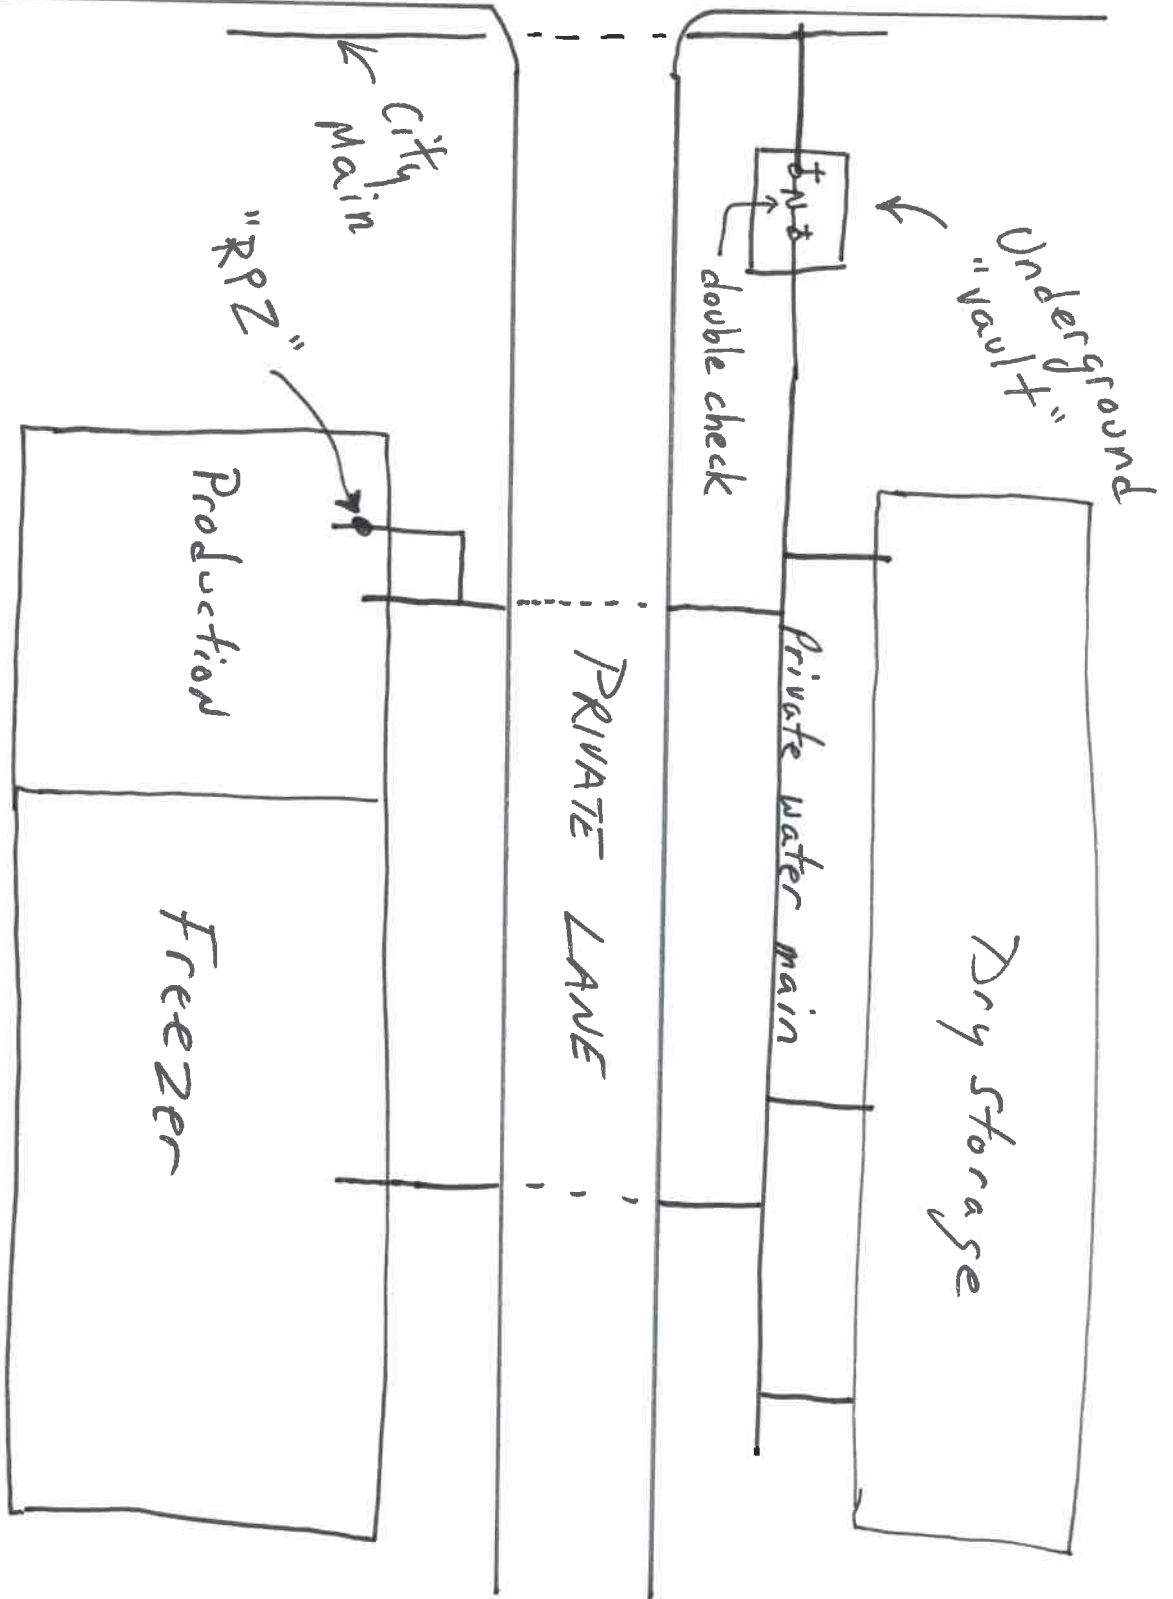 Underground
"vault"
double check
City
Main
"RPZ"
Dry storage
Private water main
PRIVATE LANE
Production
Freezer